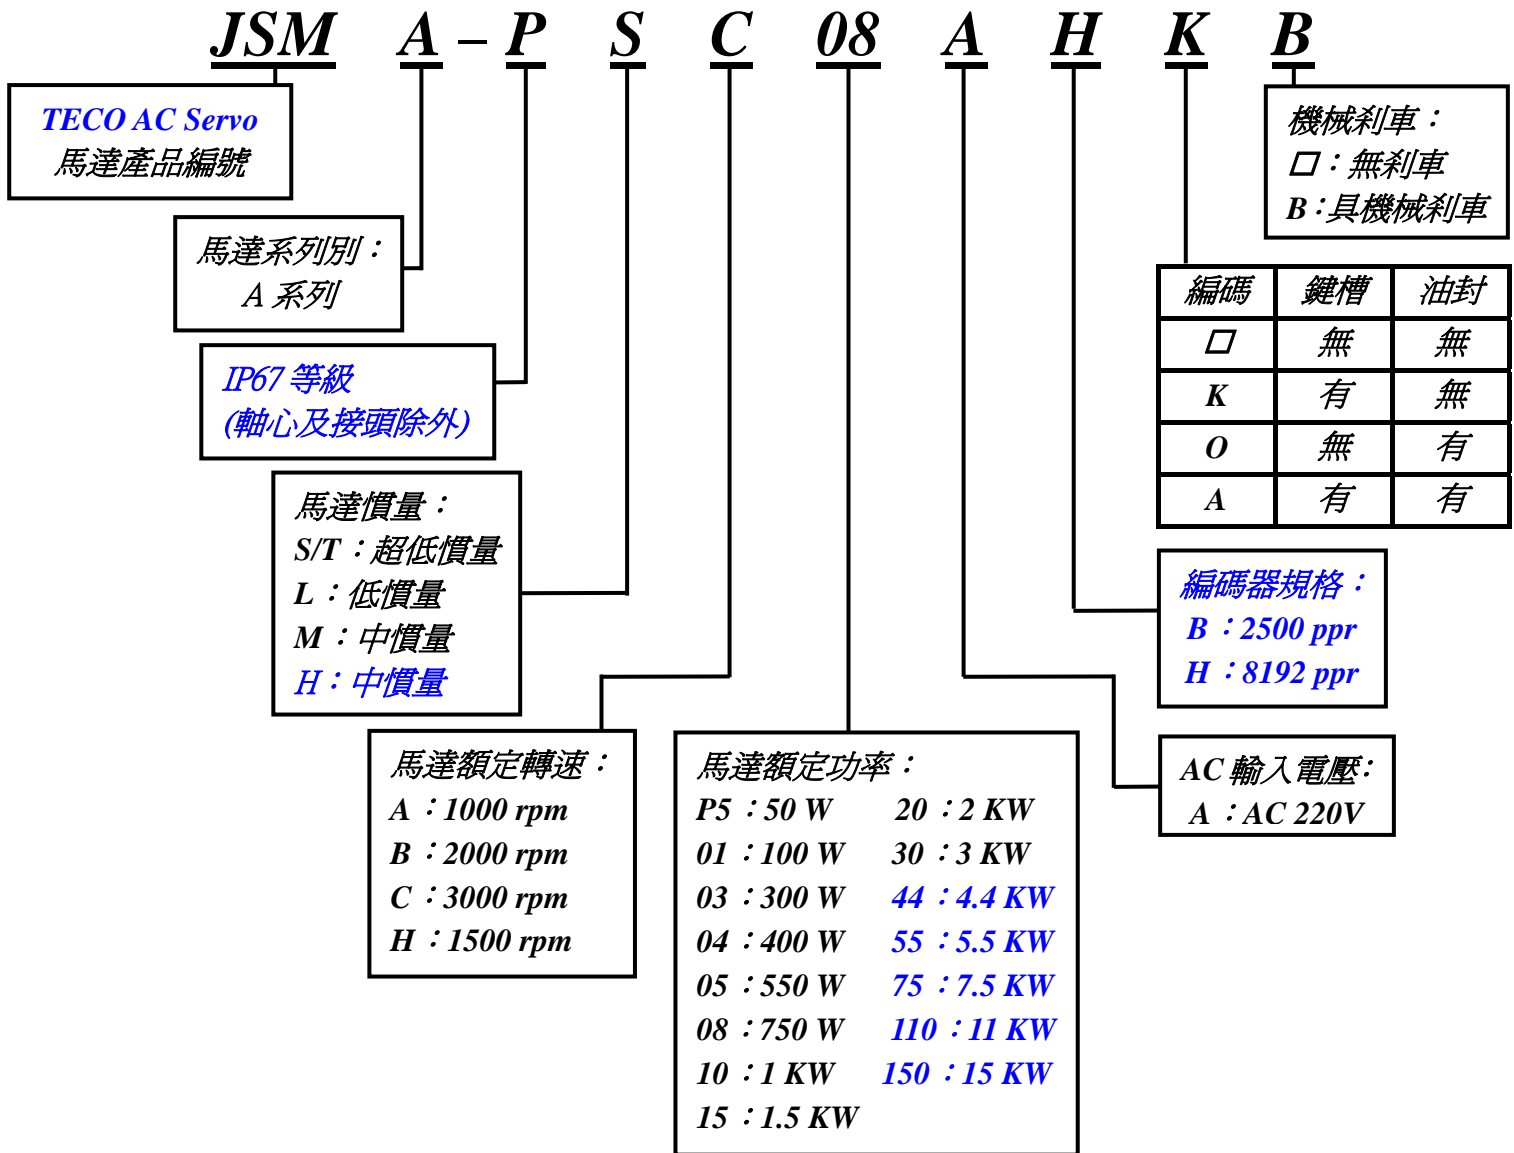 JSM A – P S C 08 A H K B
TECO AC Servo
馬達產品編號
馬達系列別：
A 系列
IP67 等級
(軸心及接頭除外)
馬達慣量：
S/T：超低慣量
L：低慣量
M：中慣量
H：中慣量
馬達額定轉速：
A：1000 rpm
B：2000 rpm
C：3000 rpm
H：1500 rpm
馬達額定功率：
P5：50 W 20：2 KW
01：100 W 30：3 KW
03：300 W 44：4.4 KW
04：400 W 55：5.5 KW
05：550 W 75：7.5 KW
08：750 W 110：11 KW
10：1 KW 150：15 KW
15：1.5 KW
AC 輸入電壓：
A：AC 220V
編碼器規格：
B：2500 ppr
H：8192 ppr
編碼 鍵槽 油封
□ 無 無
K 有 無
O 無 有
A 有 有
機械剎車：
□：無剎車
B：具機械剎車